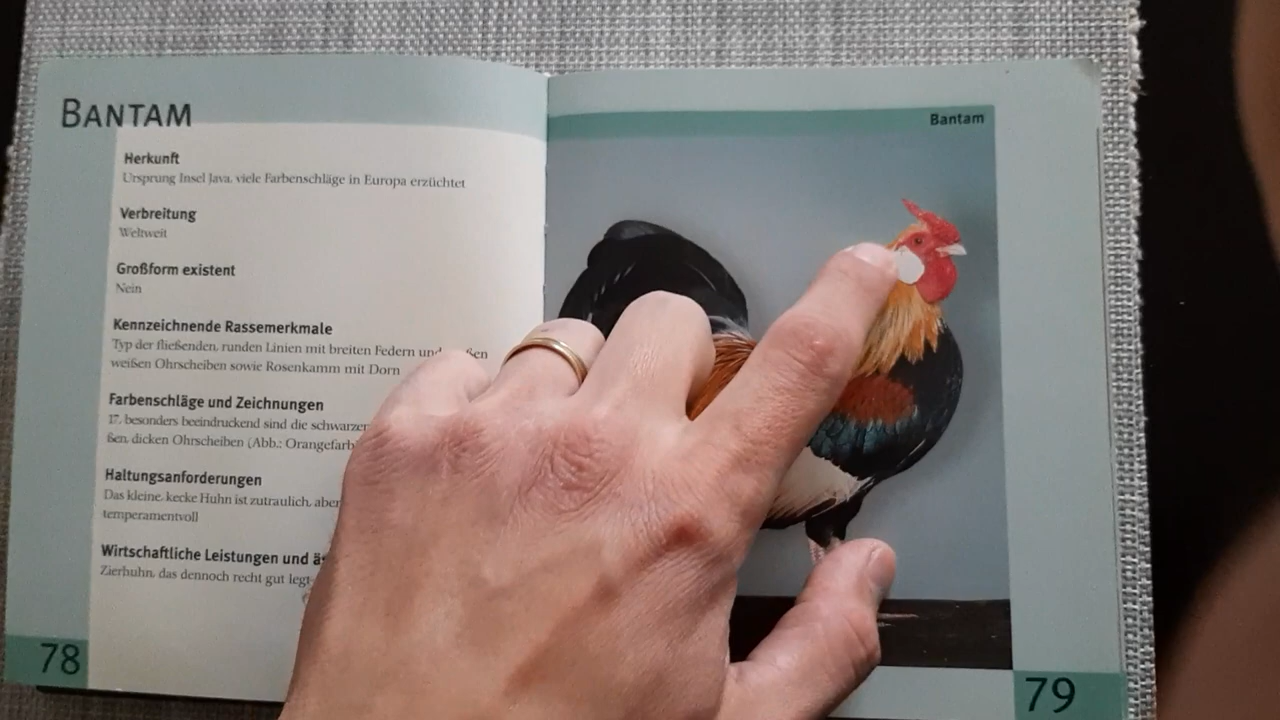 BANTAM
Bantam
Herkunft
Ursprung Insel Java, viele Farbenschläge in Europa erzüchtet
Verbreitung
Weltweit
Großform existent
Nein
Kennzeichnende Rassemerkmale
Typ der fließenden, runden Linien mit breiten Federn und
weißen Ohrscheiben sowie Rosenkamm mit Dorn
Farbenschläge und Zeichnungen
17, besonders beeindruckend sind die schwarzen
ßen, dicken Ohrscheiben (Abb.: Orangefarb
Haltungsanforderungen
Das kleine, kecke Huhn ist zutraulich, aber
temperamentvoll
Wirtschaftliche Leistungen und
Zierhuhn, das dennoch recht gut legt
78
79